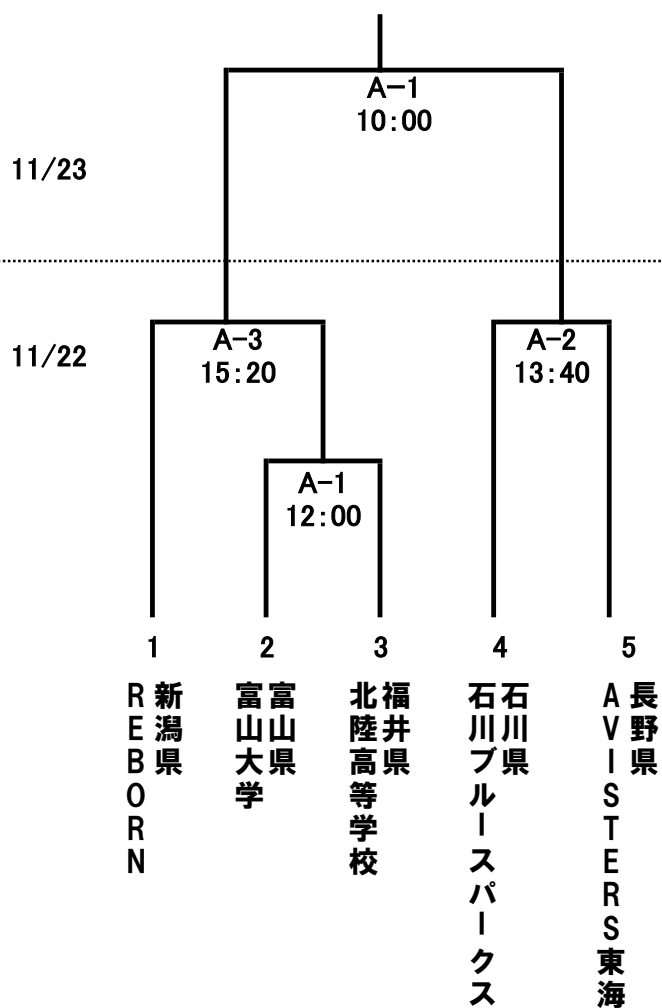 A-1
10:00
11/23
11/22
A-3
15:20
A-2
13:40
A-1
12:00
1
2
3
4
5
新潟県
REBORN
富山県
富山大学
福井県
北陸高等学校
石川県
石川ブルースパークス
長野県
AVISTERS東海